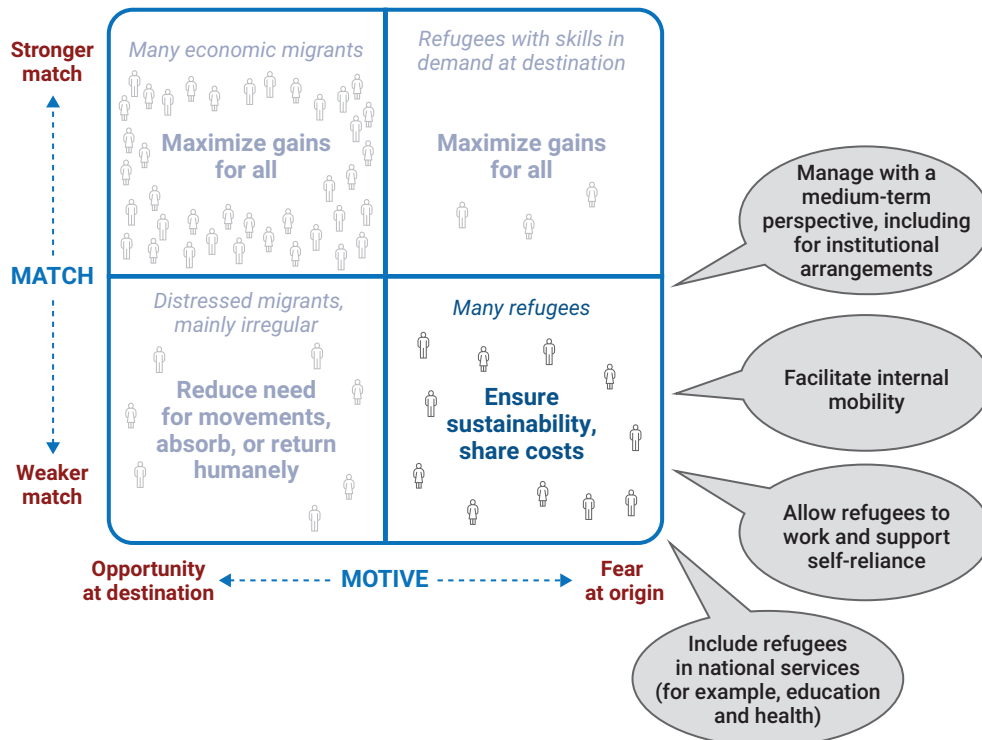 Stronger
match
MATCH
Weaker
match
Many economic migrants
Maximize gains
for all
Refugees with skills in
demand at destination
Maximize gains
for all
Distressed migrants,
mainly irregular
Reduce need
for movements,
absorb, or return
humanely
Many refugees
Ensure
sustainability,
share costs
Opportunity
at destination
MOTIVE
Fear
at origin
Manage with a
medium-term
perspective, including
for institutional
arrangements
Facilitate internal
mobility
Allow refugees to
work and support
self-reliance
Include refugees
in national services
(for example, education
and health)